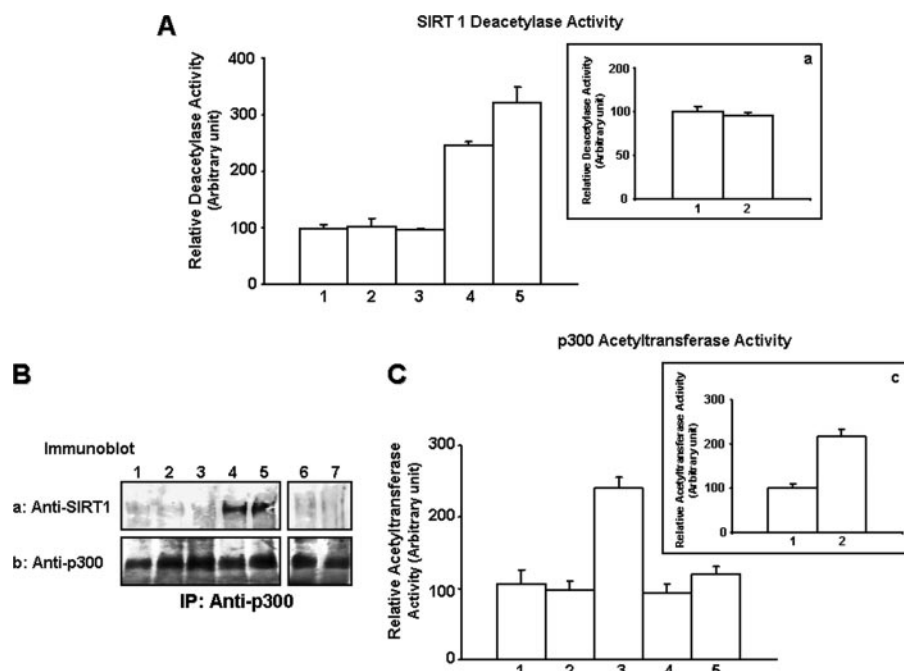 SIRT 1 Deacetylase Activity
A
Relative Deacetylase Activity
(Arbitrary unit)
400
300
200
100
0
1 2 3 4 5
a
Relative Deacetylase Activity
(Arbitrary unit)
200
100
50
0
1 2
B
Immunoblot
1 2 3 4 5 6 7
a: Anti-SIRT1
b: Anti-p300
IP: Anti-p300
p300 Acetyltransferase Activity
C
Relative Acetyltransferase
Activity (Arbitrary unit)
300
200
100
0
1 2 3 4 5
c
Relative Acetyltransferase Activity
(Arbitrary unit)
300
200
100
0
1 2